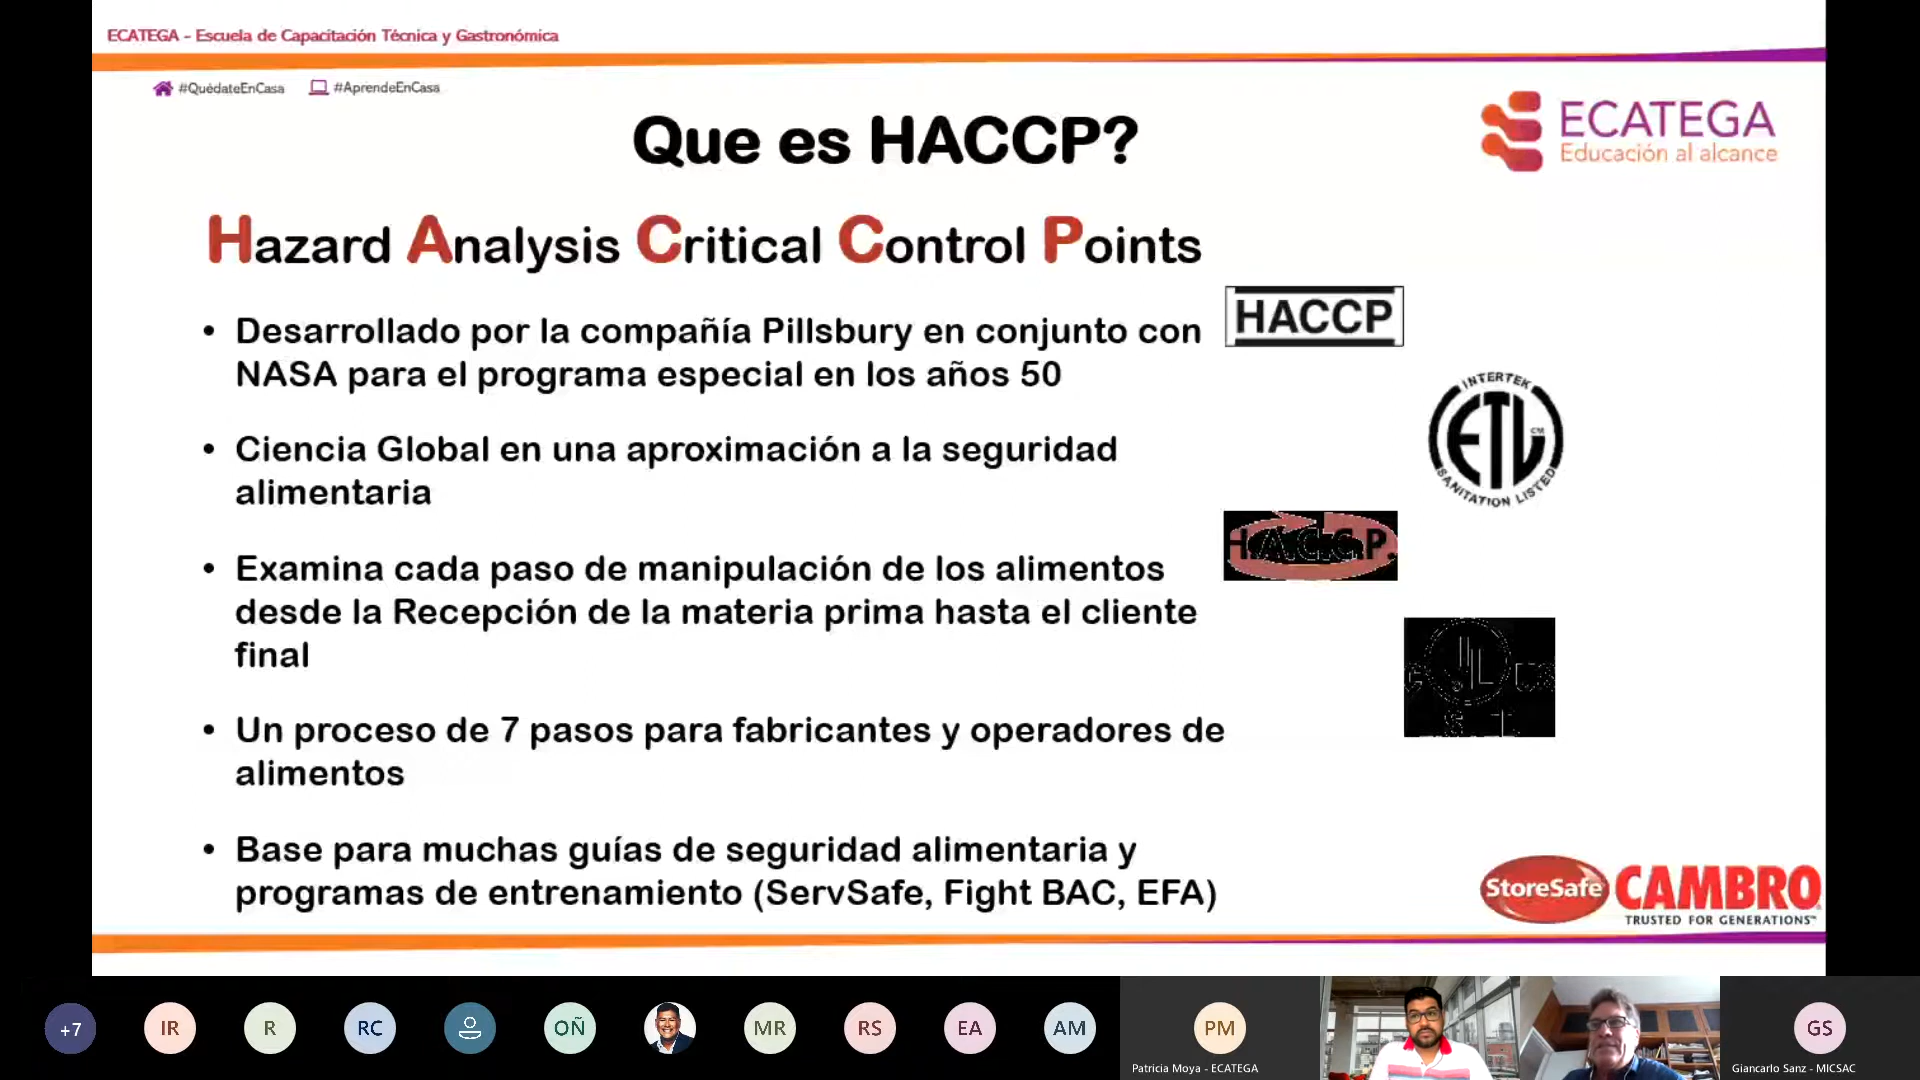 ECATEGA - Escuela de Capacitación Técnica y Gastronómica
#QuédateEnCasa #AprendeEnCasa
Que es HACCP?
ECATEGA
Educación al alcance
Hazard Analysis Critical Control Points
• Desarrollado por la compañía Pillsbury en conjunto con
NASA para el programa especial en los años 50
HACCP
INTERTEK
ETL CM
SANITATION LISTED
• Ciencia Global en una aproximación a la seguridad
alimentaria
H.A.C.C.P.
• Examina cada paso de manipulación de los alimentos
desde la Recepción de la materia prima hasta el cliente
final
• Un proceso de 7 pasos para fabricantes y operadores de
alimentos
• Base para muchas guías de seguridad alimentaria y
programas de entrenamiento (ServSafe, Fight BAC, EFA)
StoreSafe CAMBRO
TRUSTED FOR GENERATIONS™
+7 IR R RC OÑ MR RS EA AM PM GS
Patricia Moya - ECATEGA
Giancarlo Sanz - MICSAC